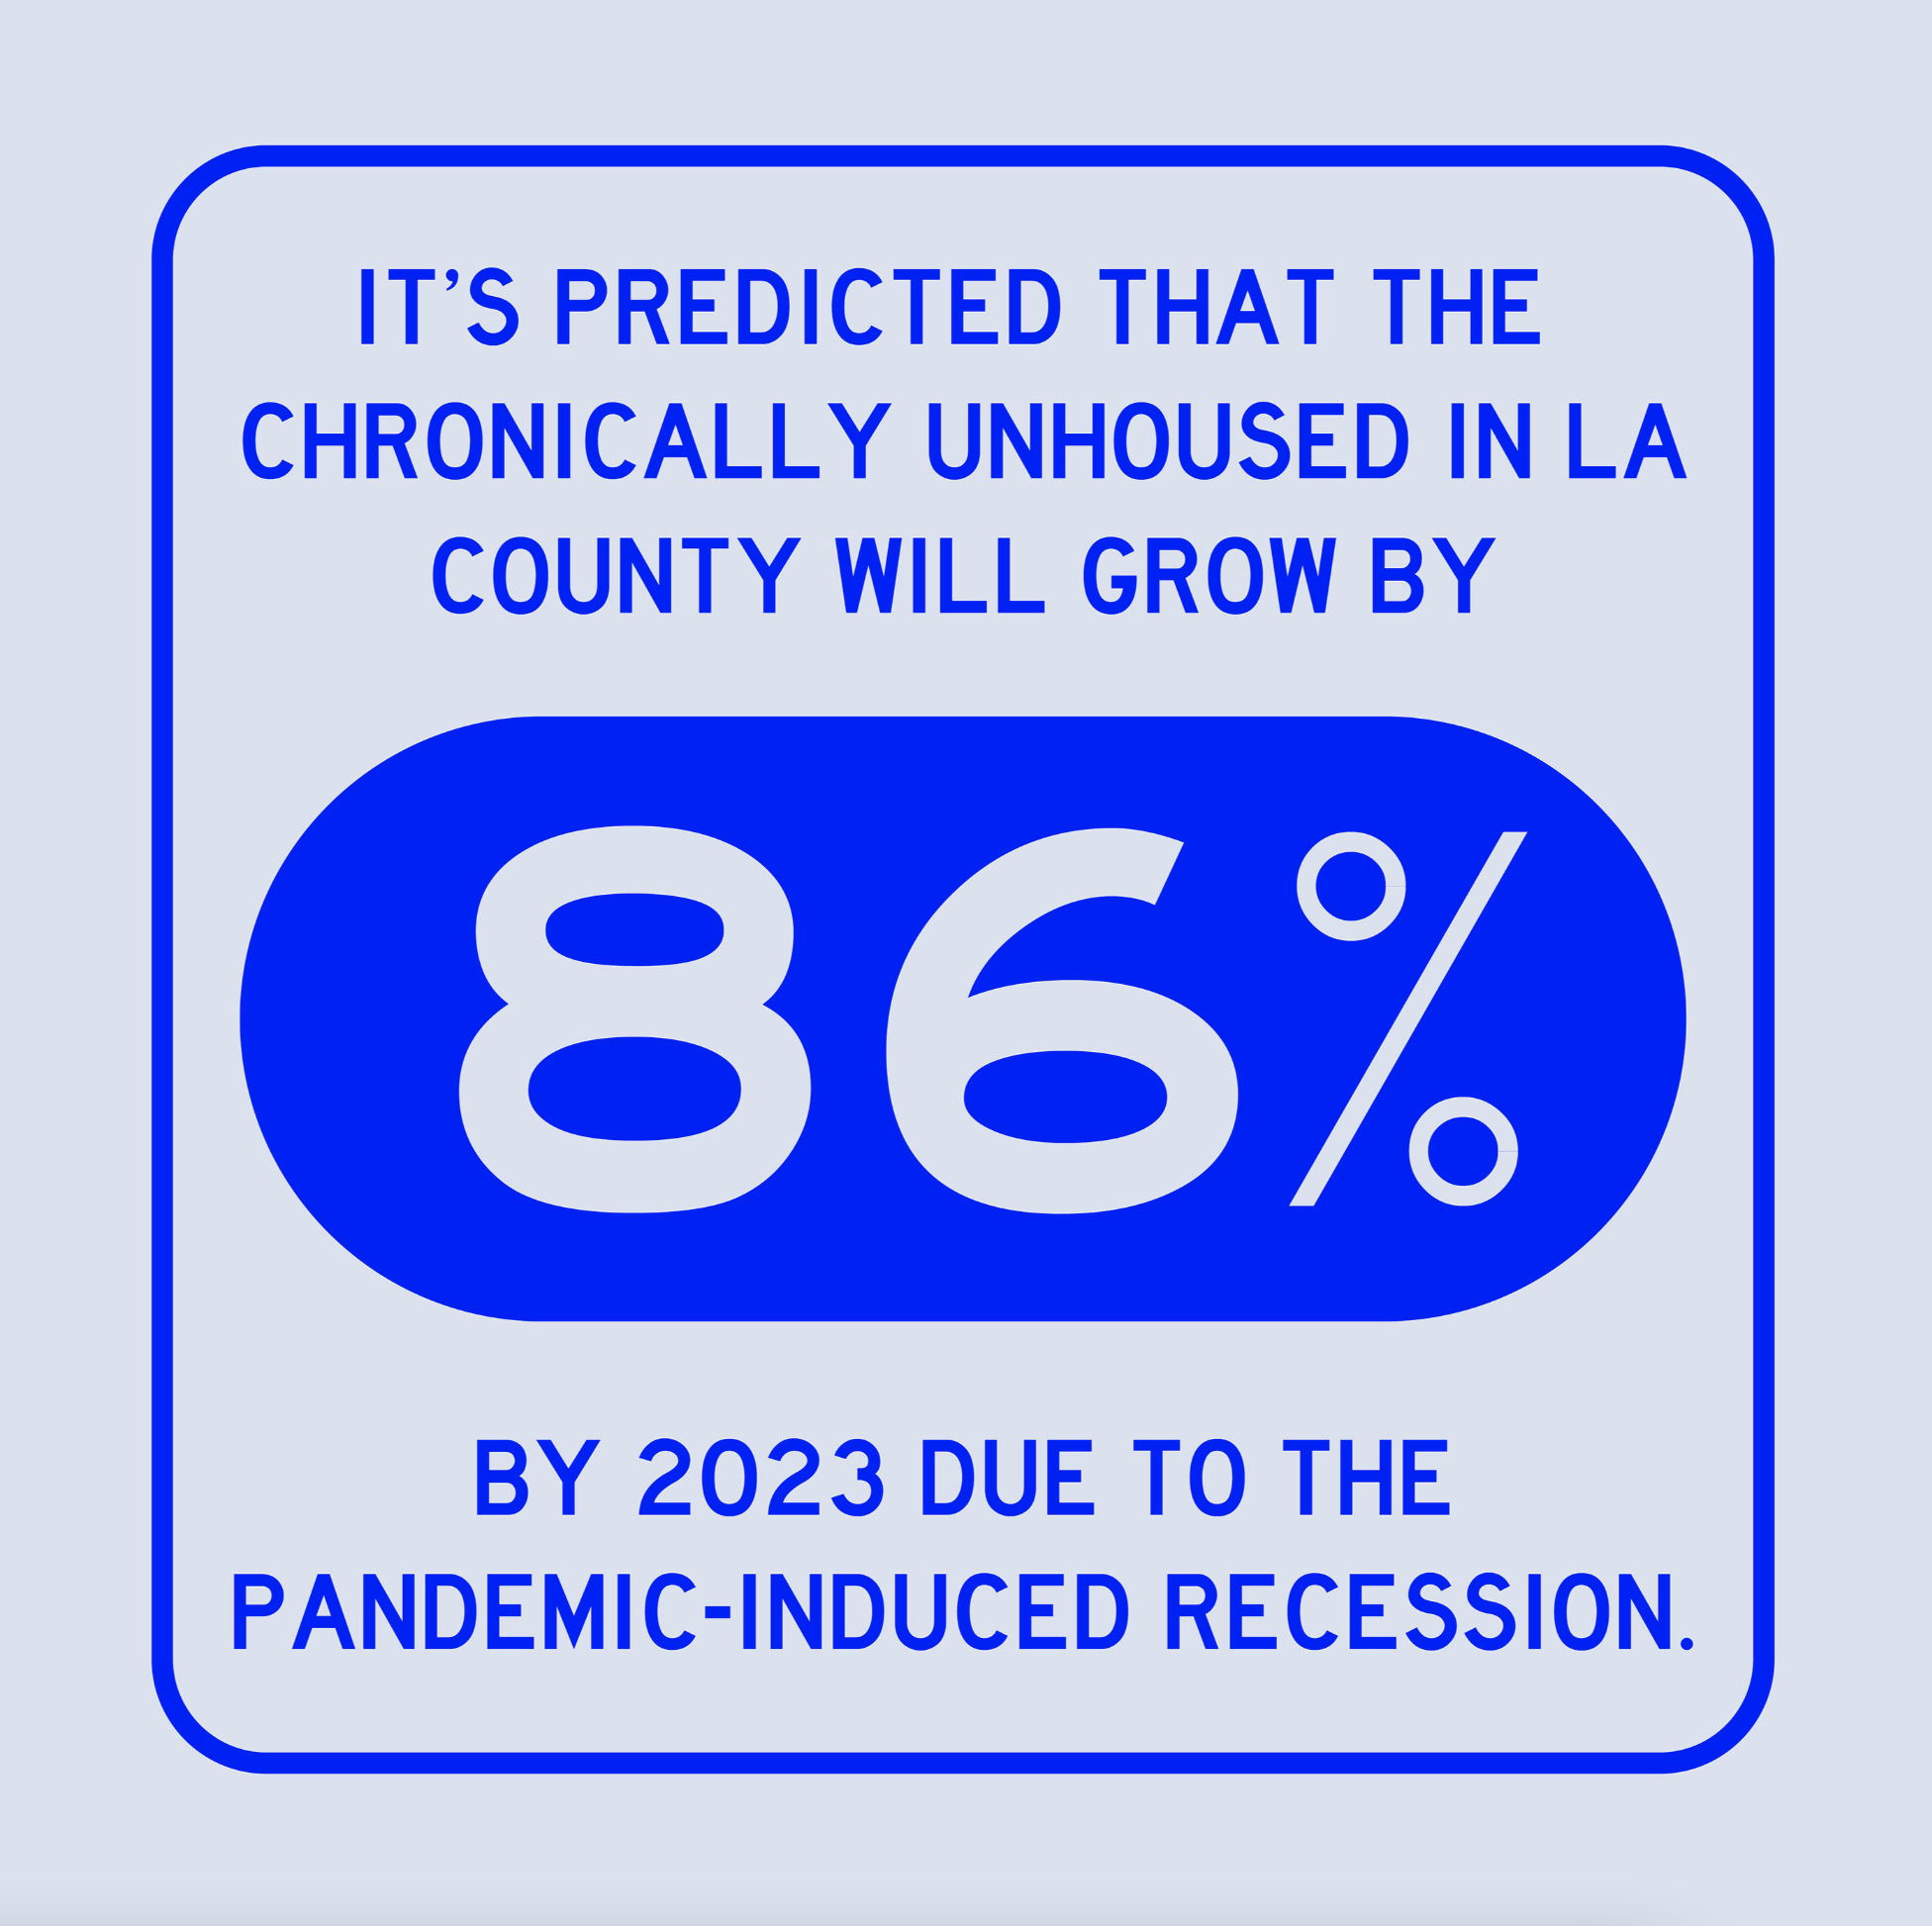 IT’S PREDICTED THAT THE
CHRONICALLY UNHOUSED IN LA
COUNTY WILL GROW BY
86%
BY 2023 DUE TO THE
PANDEMIC-INDUCED RECESSION.